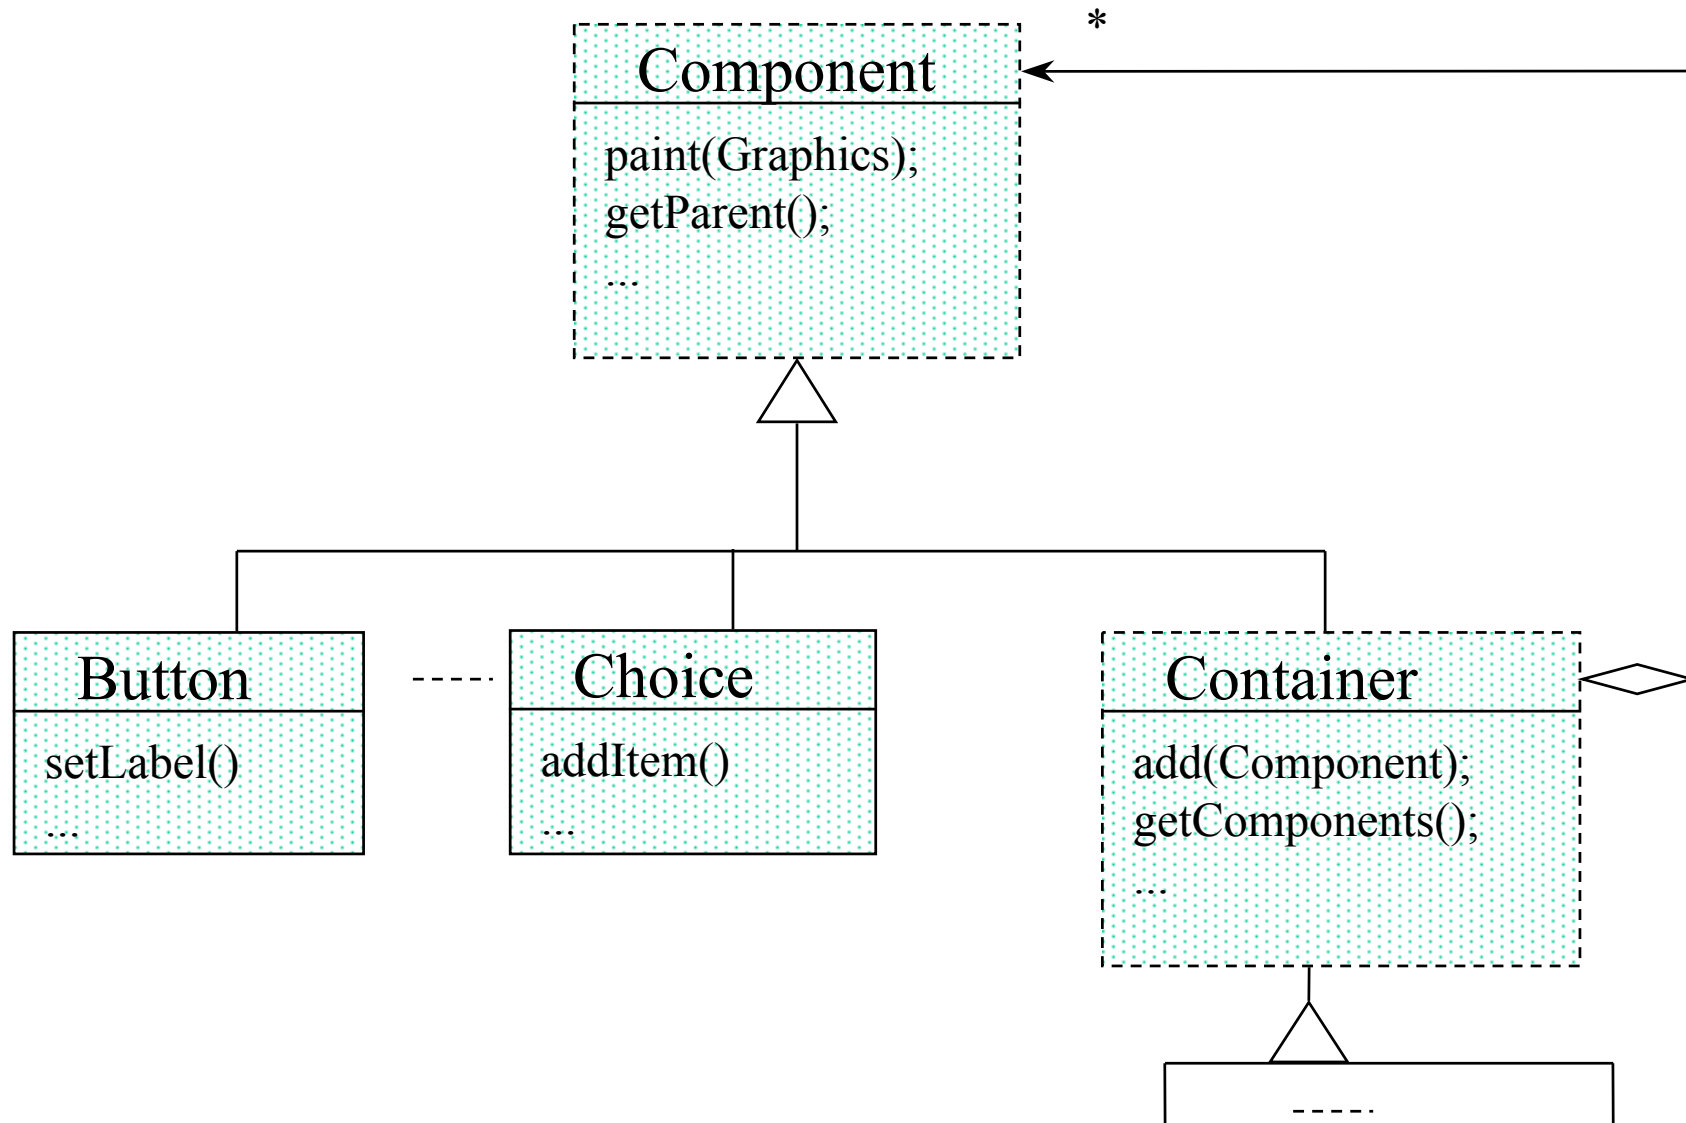 *
Component
paint(Graphics);
getParent();
...
Button
setLabel()
...
Choice
addItem()
...
Container
add(Component);
getComponents();
...